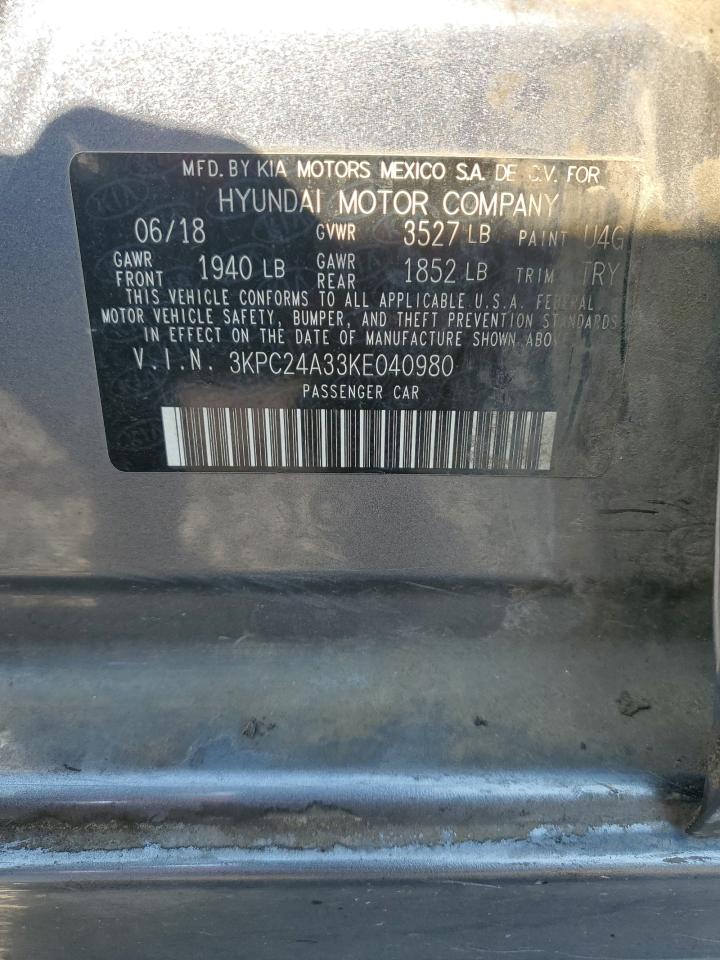 MFD. BY KIA MOTORS MEXICO S.A. DE C.V. FOR
HYUNDAI MOTOR COMPANY
06/18 GVWR 3527 LB PAINT U4G
GAWR FRONT 1940 LB GAWR REAR 1852 LB TRIM TRY
THIS VEHICLE CONFORMS TO ALL APPLICABLE U.S.A. FEDERAL
MOTOR VEHICLE SAFETY, BUMPER, AND THEFT PREVENTION STANDARDS
IN EFFECT ON THE DATE OF MANUFACTURE SHOWN ABOVE
V.I.N. 3KPC24A33KE040980
PASSENGER CAR